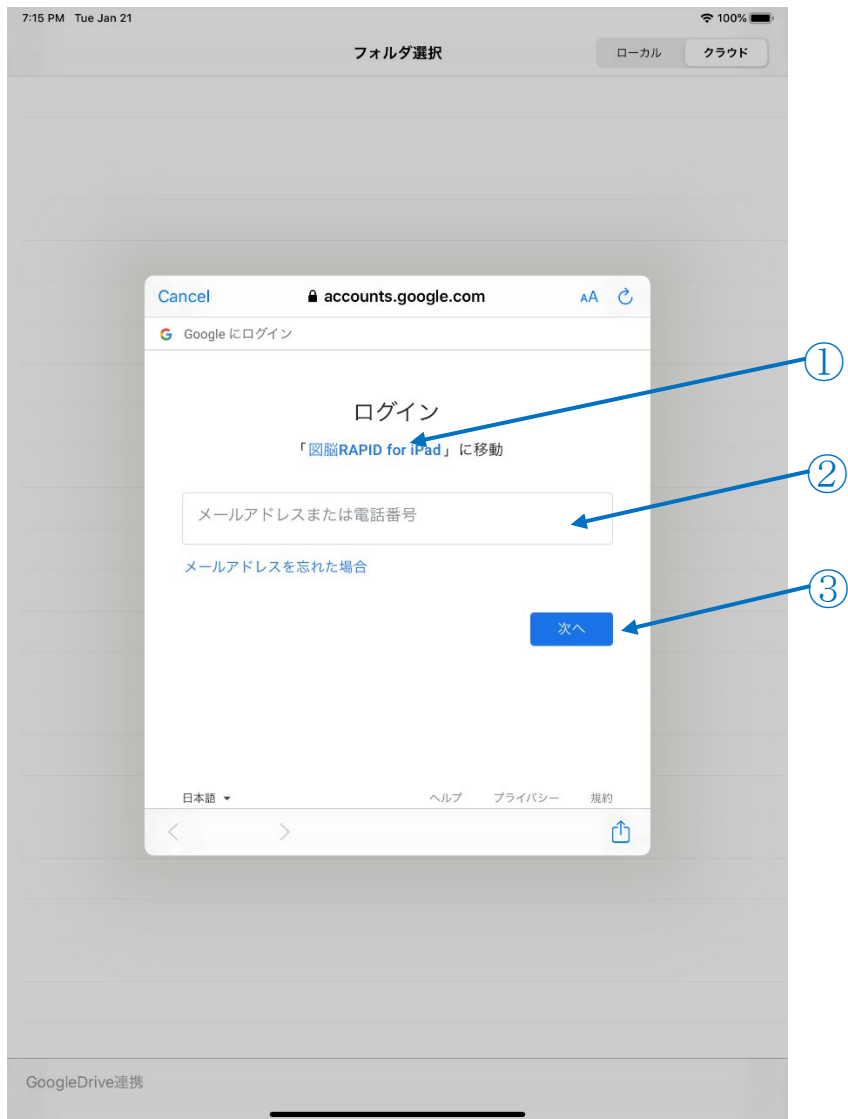 7:15 PM Tue Jan 21 100%
フォルダ選択 ローカル クラウド
Cancel accounts.google.com AA
G Google にログイン
①
ログイン
「図脳RAPID for iPad」に移動
②
メールアドレスまたは電話番号
メールアドレスを忘れた場合
③
次へ
日本語 ヘルプ プライバシー 規約
GoogleDrive連携